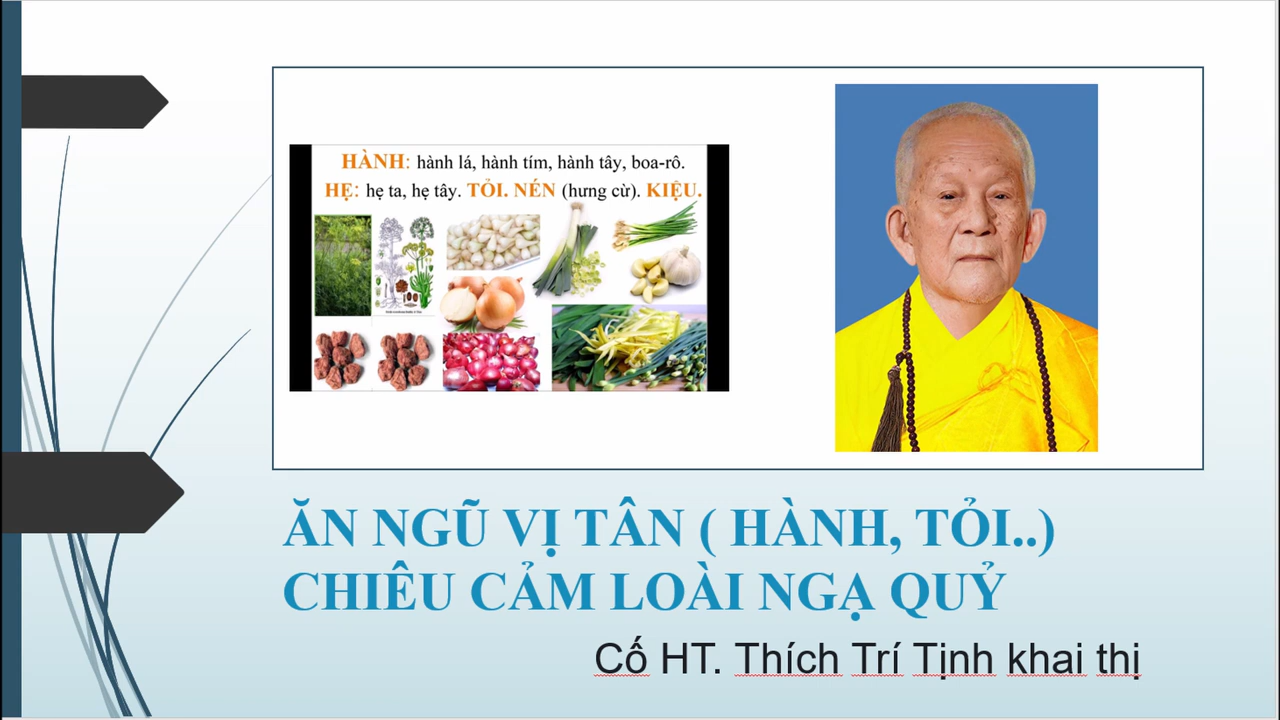 HÀNH: hành lá, hành tím, hành tây, boa-rô.
HẸ: hẹ ta, hẹ tây. TỎI. NÉN (hưng cừ). KIỆU.
ĂN NGŨ VỊ TÂN ( HÀNH, TỎI..)
CHIÊU CẢM LOÀI NGẠ QUỶ
Cố HT. Thích Trí Tịnh khai thị